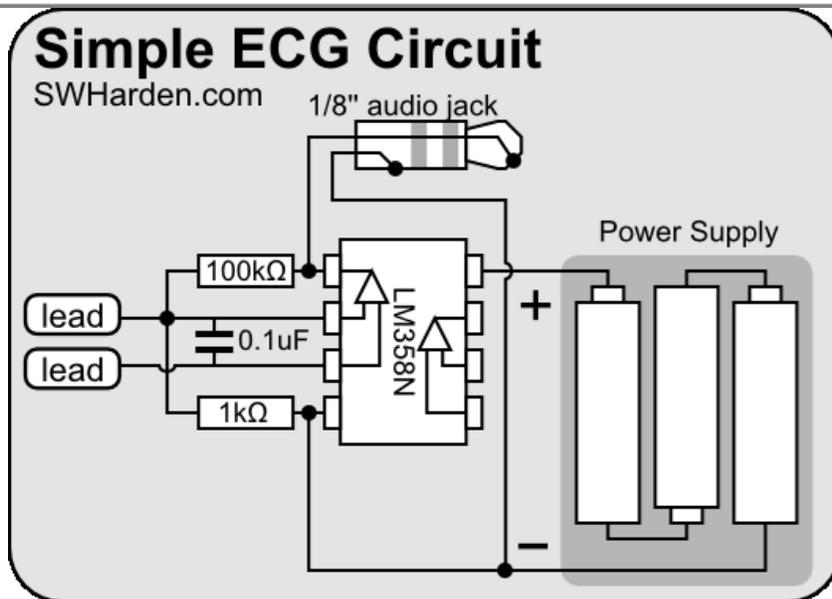 Simple ECG Circuit
SWHarden.com
1/8" audio jack
Power Supply
100kΩ
LM358N
lead
+
0.1uF
lead
1kΩ
−